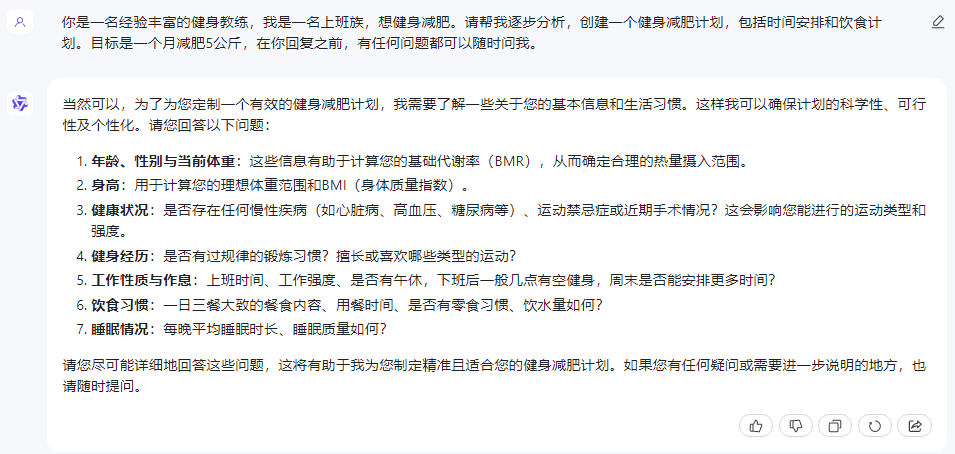 你是一名经验丰富的健身教练，我是一名上班族，想健身减肥。请帮我逐步分析，创建一个健身减肥计划，包括时间安排和饮食计
划。目标是一个月减肥5公斤，在你回复之前，有任何问题都可以随时问我。
当然可以，为了为您定制一个有效的健身减肥计划，我需要了解一些关于您的基本信息和生活习惯。这样我可以确保计划的科学性、可行
性及个性化。请您回答以下问题：
1. 年龄、性别与当前体重：这些信息有助于计算您的基础代谢率（BMR），从而确定合理的热量摄入范围。
2. 身高：用于计算您的理想体重范围和BMI（身体质量指数）。
3. 健康状况：是否存在任何慢性疾病（如心脏病、高血压、糖尿病等）、运动禁忌症或近期手术情况？这会影响您能进行的运动类型和
强度。
4. 健身经历：是否有过规律的锻炼习惯？擅长或喜欢哪些类型的运动？
5. 工作性质与作息：上班时间、工作强度、是否有午休，下班后一般几点有空健身，周末是否能安排更多时间？
6. 饮食习惯：一日三餐大致的餐食内容、用餐时间、是否有零食习惯、饮水量如何？
7. 睡眠情况：每晚平均睡眠时长、睡眠质量如何？
请您尽可能详细地回答这些问题，这将有助于我为您制定精准且适合您的健身减肥计划。如果您有任何疑问或需要进一步说明的地方，也
请随时提问。